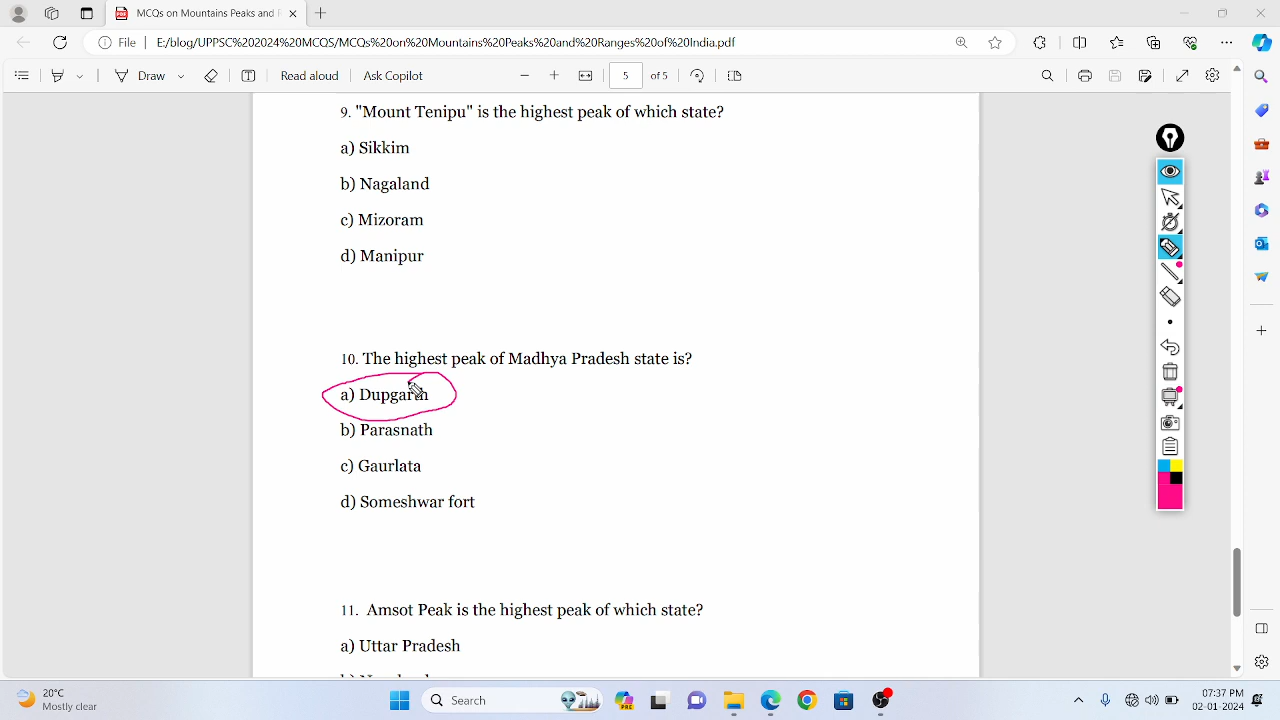 MCQs on Mountains Peaks and
File
E:/blog/UPPSC%202024%20MCQS/MCQs%20on%20Mountains%20Peaks%20and%20Ranges%20of%20India.pdf
Draw
Read aloud
Ask Copilot
5
of 5
9. "Mount Tenipu" is the highest peak of which state?
a) Sikkim
b) Nagaland
c) Mizoram
d) Manipur
10. The highest peak of Madhya Pradesh state is?
a) Dupgarh
b) Parasnath
c) Gaurlata
d) Someshwar fort
11. Amsot Peak is the highest peak of which state?
a) Uttar Pradesh
20°C
Mostly clear
Search
PRE
07:37 PM
02-01-2024